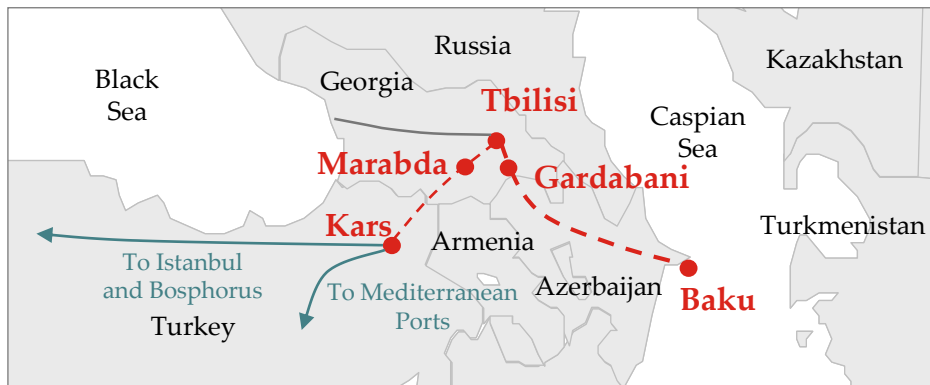 Russia
Kazakhstan
Black
Sea
Georgia
Tbilisi
Caspian
Sea
Marabda
Gardabani
Kars
Armenia
Turkmenistan
To Istanbul
and Bosphorus
To Mediterranean
Ports
Azerbaijan
Baku
Turkey